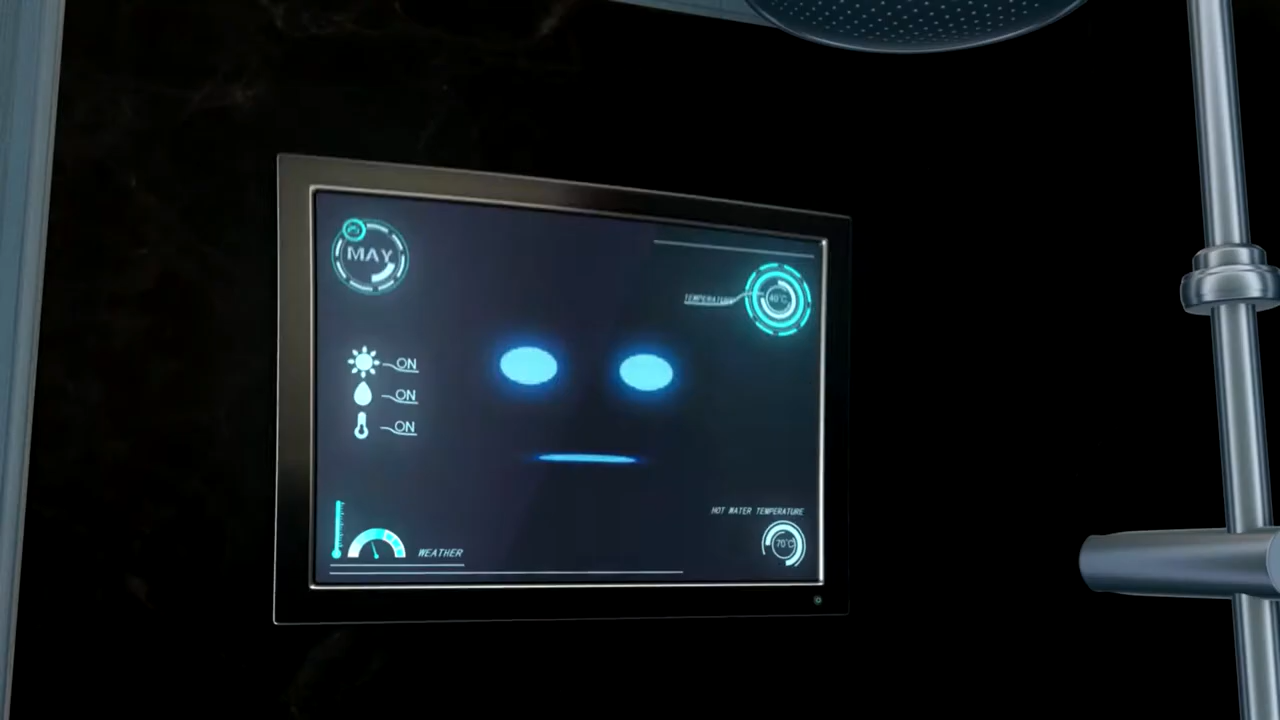 MAY
TEMPERATURE
40°C
ON
ON
ON
HOT WATER TEMPERATURE
70°C
WEATHER